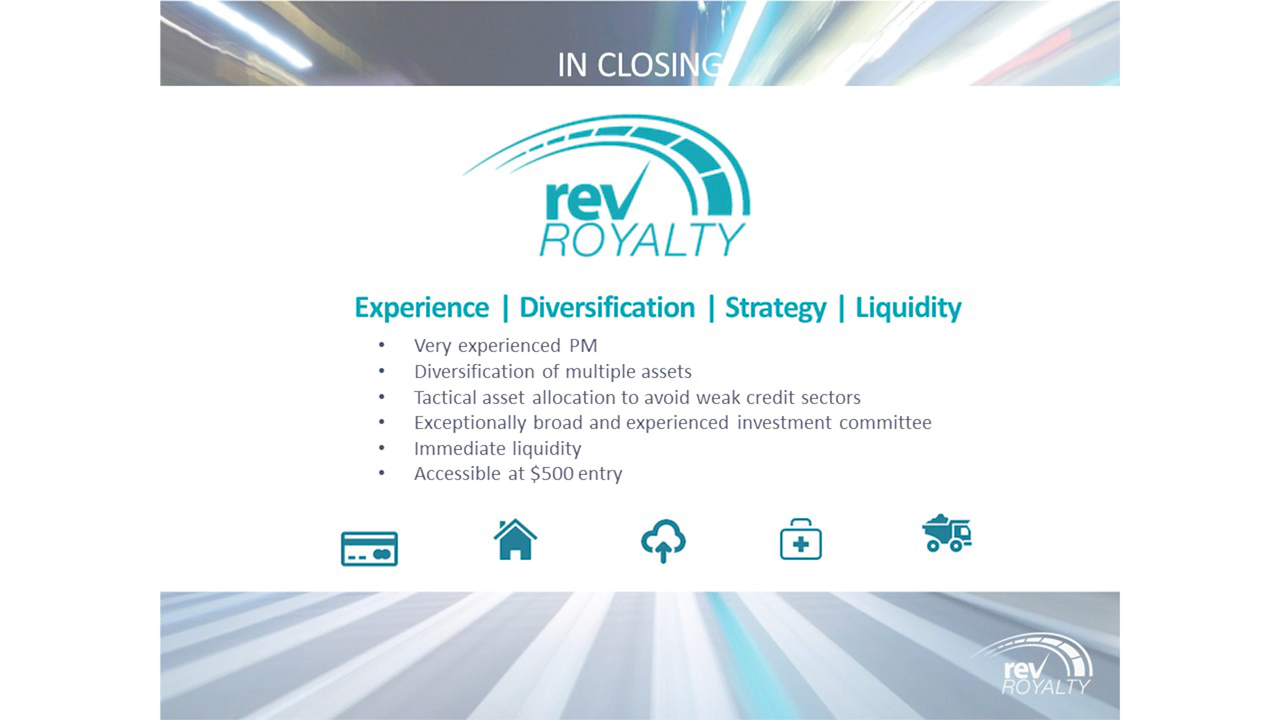 IN CLOSING
rev
ROYALTY
Experience | Diversification | Strategy | Liquidity
• Very experienced PM
• Diversification of multiple assets
• Tactical asset allocation to avoid weak credit sectors
• Exceptionally broad and experienced investment committee
• Immediate liquidity
• Accessible at $500 entry
rev
ROYALTY